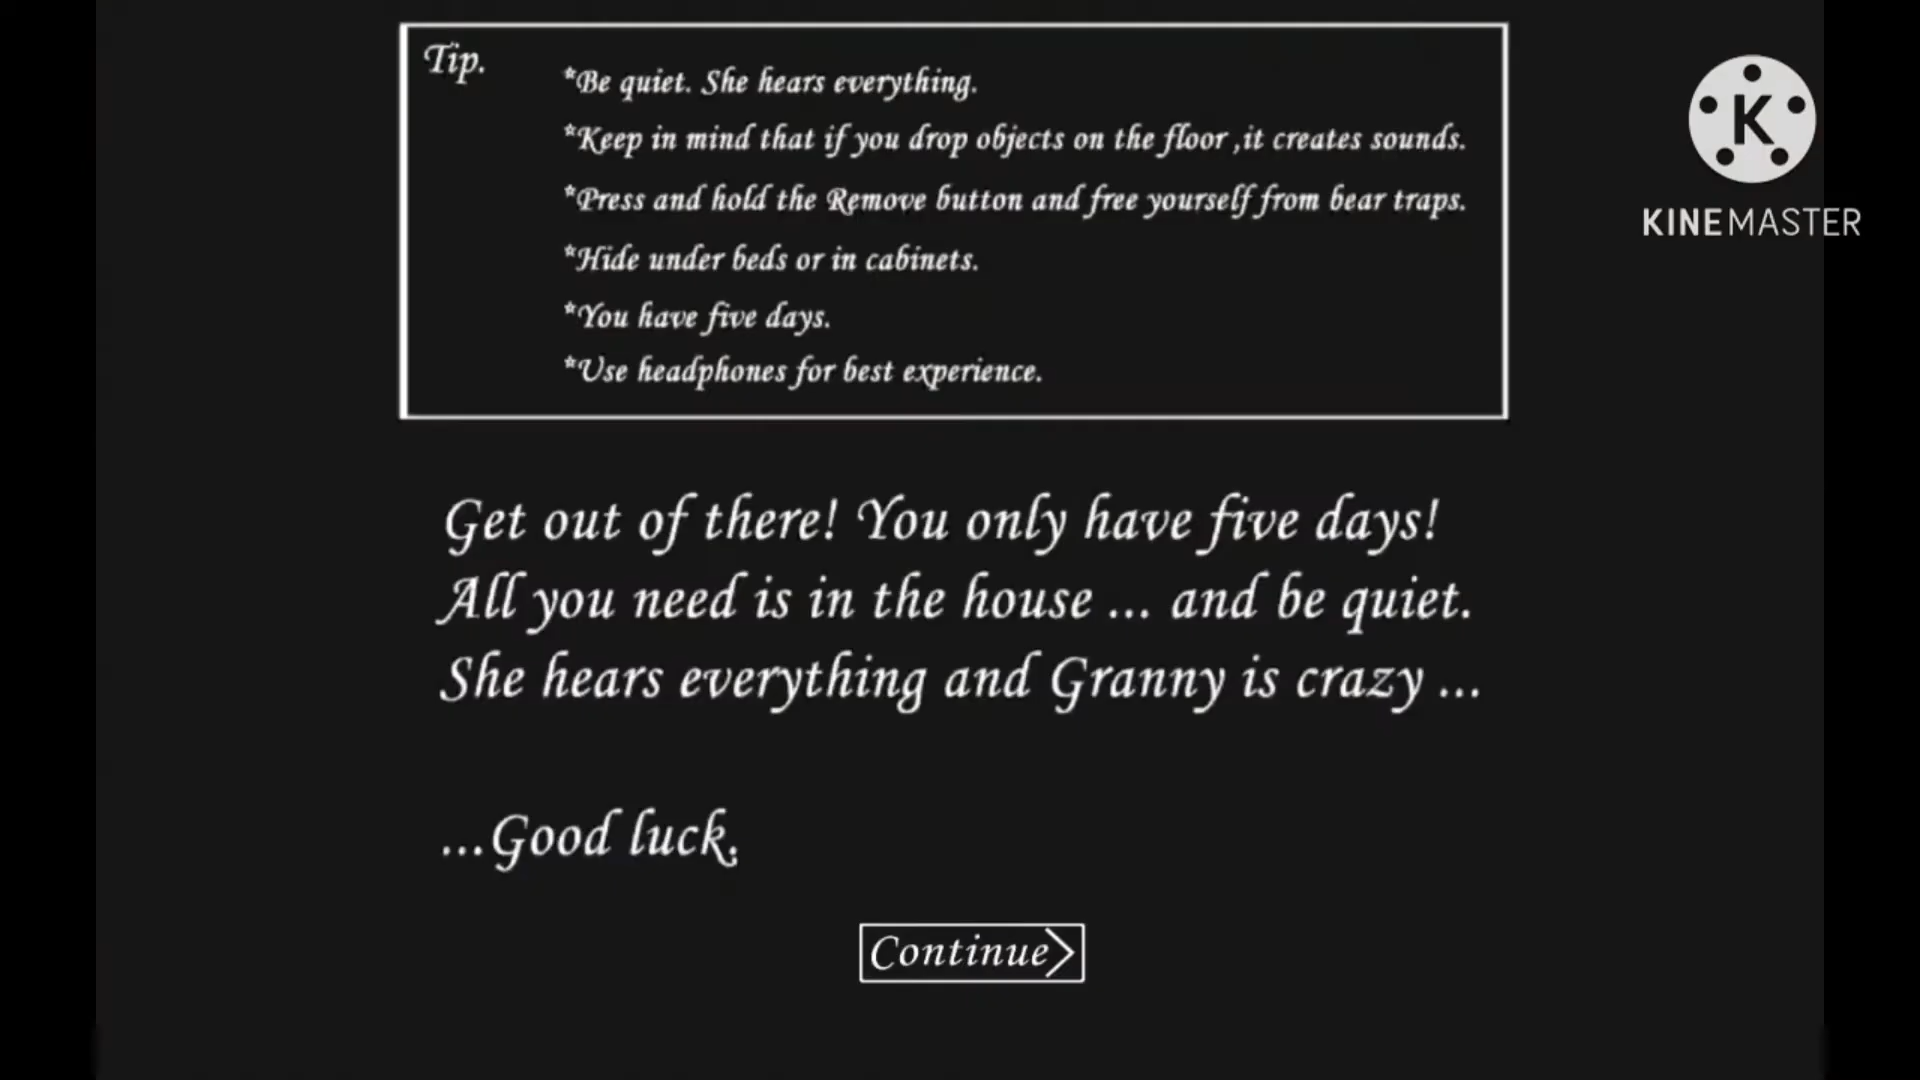 Tip.
*Be quiet. She hears everything.
*Keep in mind that if you drop objects on the floor ,it creates sounds.
*Press and hold the Remove button and free yourself from bear traps.
*Hide under beds or in cabinets.
*You have five days.
*Use headphones for best experience.
Get out of there! You only have five days!
All you need is in the house ... and be quiet.
She hears everything and Granny is crazy ...
...Good luck.
Continue
K
KINEMASTER